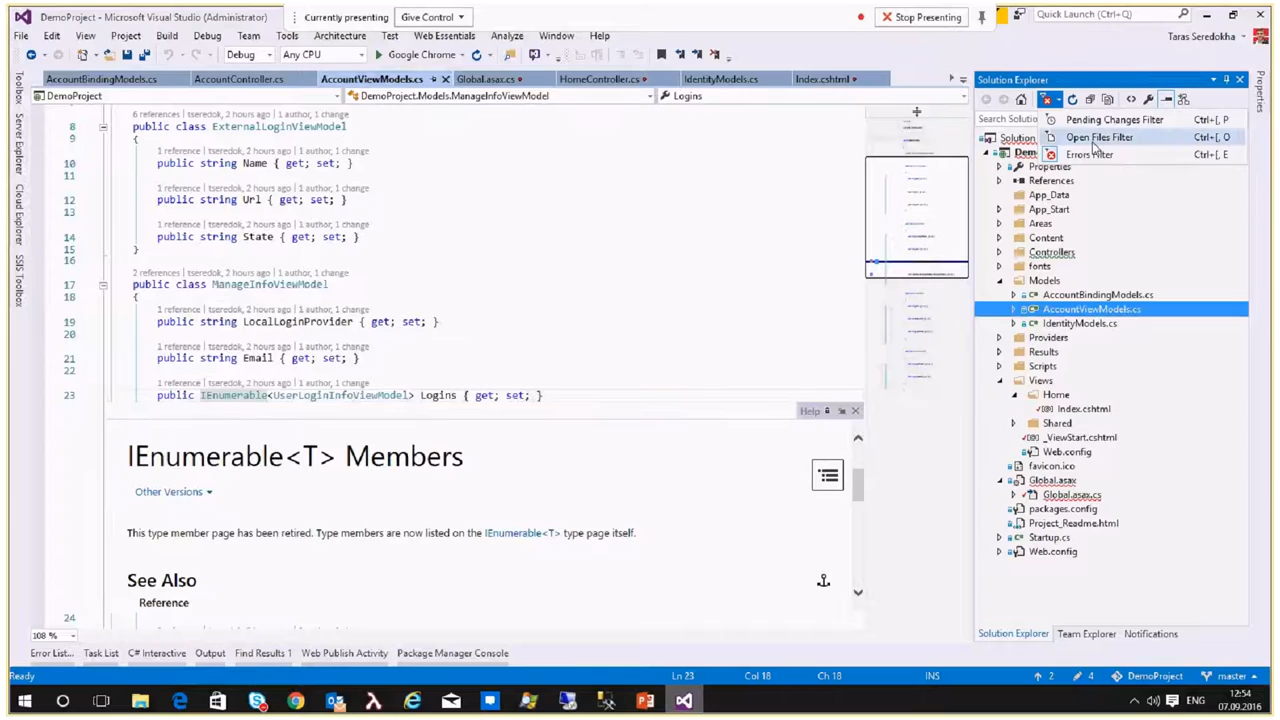 DemoProject - Microsoft Visual Studio (Administrator)
Currently presenting
Give Control
Stop Presenting
Quick Launch (Ctrl+Q)
File Edit View Project Build Debug Team Tools Architecture Test Web Essentials Analyze Window Help
Taras Seredokha
Debug
Any CPU
Google Chrome
AccountBindingModels.cs
AccountController.cs
AccountViewModels.cs
Global.asax.cs
HomeController.cs
IdentityModels.cs
Index.cshtml
DemoProject
DemoProject.Models.ManageInfoViewModel
Logins
Toolbox
Server Explorer
Cloud Explorer
SSIS Toolbox
6 references | tseredok, 2 hours ago | 1 author, 1 change
8 public class ExternalLoginViewModel
9 {
1 reference | tseredok, 2 hours ago | 1 author, 1 change
10 public string Name { get; set; }
11
1 reference | tseredok, 2 hours ago | 1 author, 1 change
12 public string Url { get; set; }
13
1 reference | tseredok, 2 hours ago | 1 author, 1 change
14 public string State { get; set; }
15 }
16
2 references | tseredok, 2 hours ago | 1 author, 1 change
17 public class ManageInfoViewModel
18 {
1 reference | tseredok, 2 hours ago | 1 author, 1 change
19 public string LocalLoginProvider { get; set; }
20
1 reference | tseredok, 2 hours ago | 1 author, 1 change
21 public string Email { get; set; }
22
1 reference | tseredok, 2 hours ago | 1 author, 1 change
23 public IEnumerable<UserLoginInfoViewModel> Logins { get; set; }
Help
IEnumerable<T> Members
Other Versions
This type member page has been retired. Type members are now listed on the IEnumerable<T> type page itself.
See Also
Reference
24
108 %
Solution Explorer
Search Solutio
Pending Changes Filter Ctrl+[, P
Open Files Filter Ctrl+[, O
Errors Filter Ctrl+[, E
Solution
Dem
Properties
References
App_Data
App_Start
Areas
Content
Controllers
fonts
Models
AccountBindingModels.cs
AccountViewModels.cs
IdentityModels.cs
Providers
Results
Scripts
Views
Home
Index.cshtml
Shared
_ViewStart.cshtml
Web.config
favicon.ico
Global.asax
Global.asax.cs
packages.config
Project_Readme.html
Startup.cs
Web.config
Properties
Solution Explorer Team Explorer Notifications
Error List... Task List C# Interactive Output Find Results 1 Web Publish Activity Package Manager Console
Ready
Ln 23
Col 18
Ch 18
INS
2
4
DemoProject
master
ENG
12:54
07.09.2016